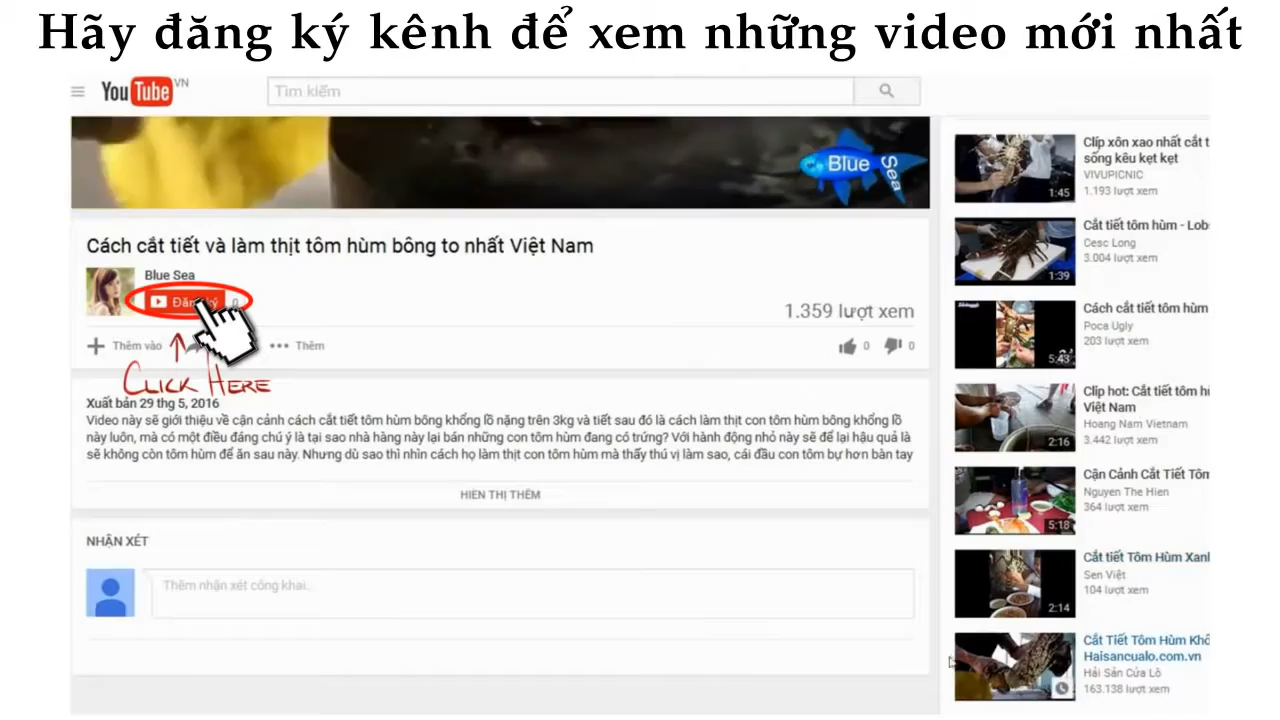 Hãy đăng ký kênh để xem những video mới nhất
YouTube VN
Tìm kiếm
Blue Sea
Cách cắt tiết và làm thịt tôm hùm bông to nhất Việt Nam
Blue Sea
Đăng ký 0
1.359 lượt xem
Thêm vào
Thêm
0
0
CLICK HERE
Xuất bản 29 thg 5, 2016
Video này sẽ giới thiệu về cận cảnh cách cắt tiết tôm hùm bông khổng lồ nặng trên 3kg và tiết sau đó là cách làm thịt con tôm hùm bông khổng lồ
này luôn, mà có một điều đáng chú ý là tại sao nhà hàng này lại bán những con tôm hùm đang có trứng? Với hành động nhỏ này sẽ để lại hậu quả là
sẽ không còn tôm hùm để ăn sau này. Nhưng dù sao thì nhìn cách họ làm thịt con tôm hùm mà thấy thú vị làm sao, cái đầu con tôm bự hơn bàn tay
HIỂN THỊ THÊM
NHẬN XÉT
Thêm nhận xét công khai...
1:45
Clíp xôn xao nhất cắt t
sống kêu kẹt kẹt
VIVUPICNIC
1.193 lượt xem
1:39
Cắt tiết tôm hùm - Lob
Cesc Long
3.004 lượt xem
5:43
Cách cắt tiết tôm hùm
Poca Ugly
203 lượt xem
2:16
Clip hot: Cắt tiết tôm h
Việt Nam
Hoang Nam Vietnam
3.442 lượt xem
5:18
Cận Cảnh Cắt Tiết Tôm
Nguyen The Hien
364 lượt xem
2:14
Cắt tiết Tôm Hùm Xanh
Sen Việt
104 lượt xem
Cắt Tiết Tôm Hùm Khổ
Haisancualo.com.vn
Hải Sản Cửa Lò
163.138 lượt xem